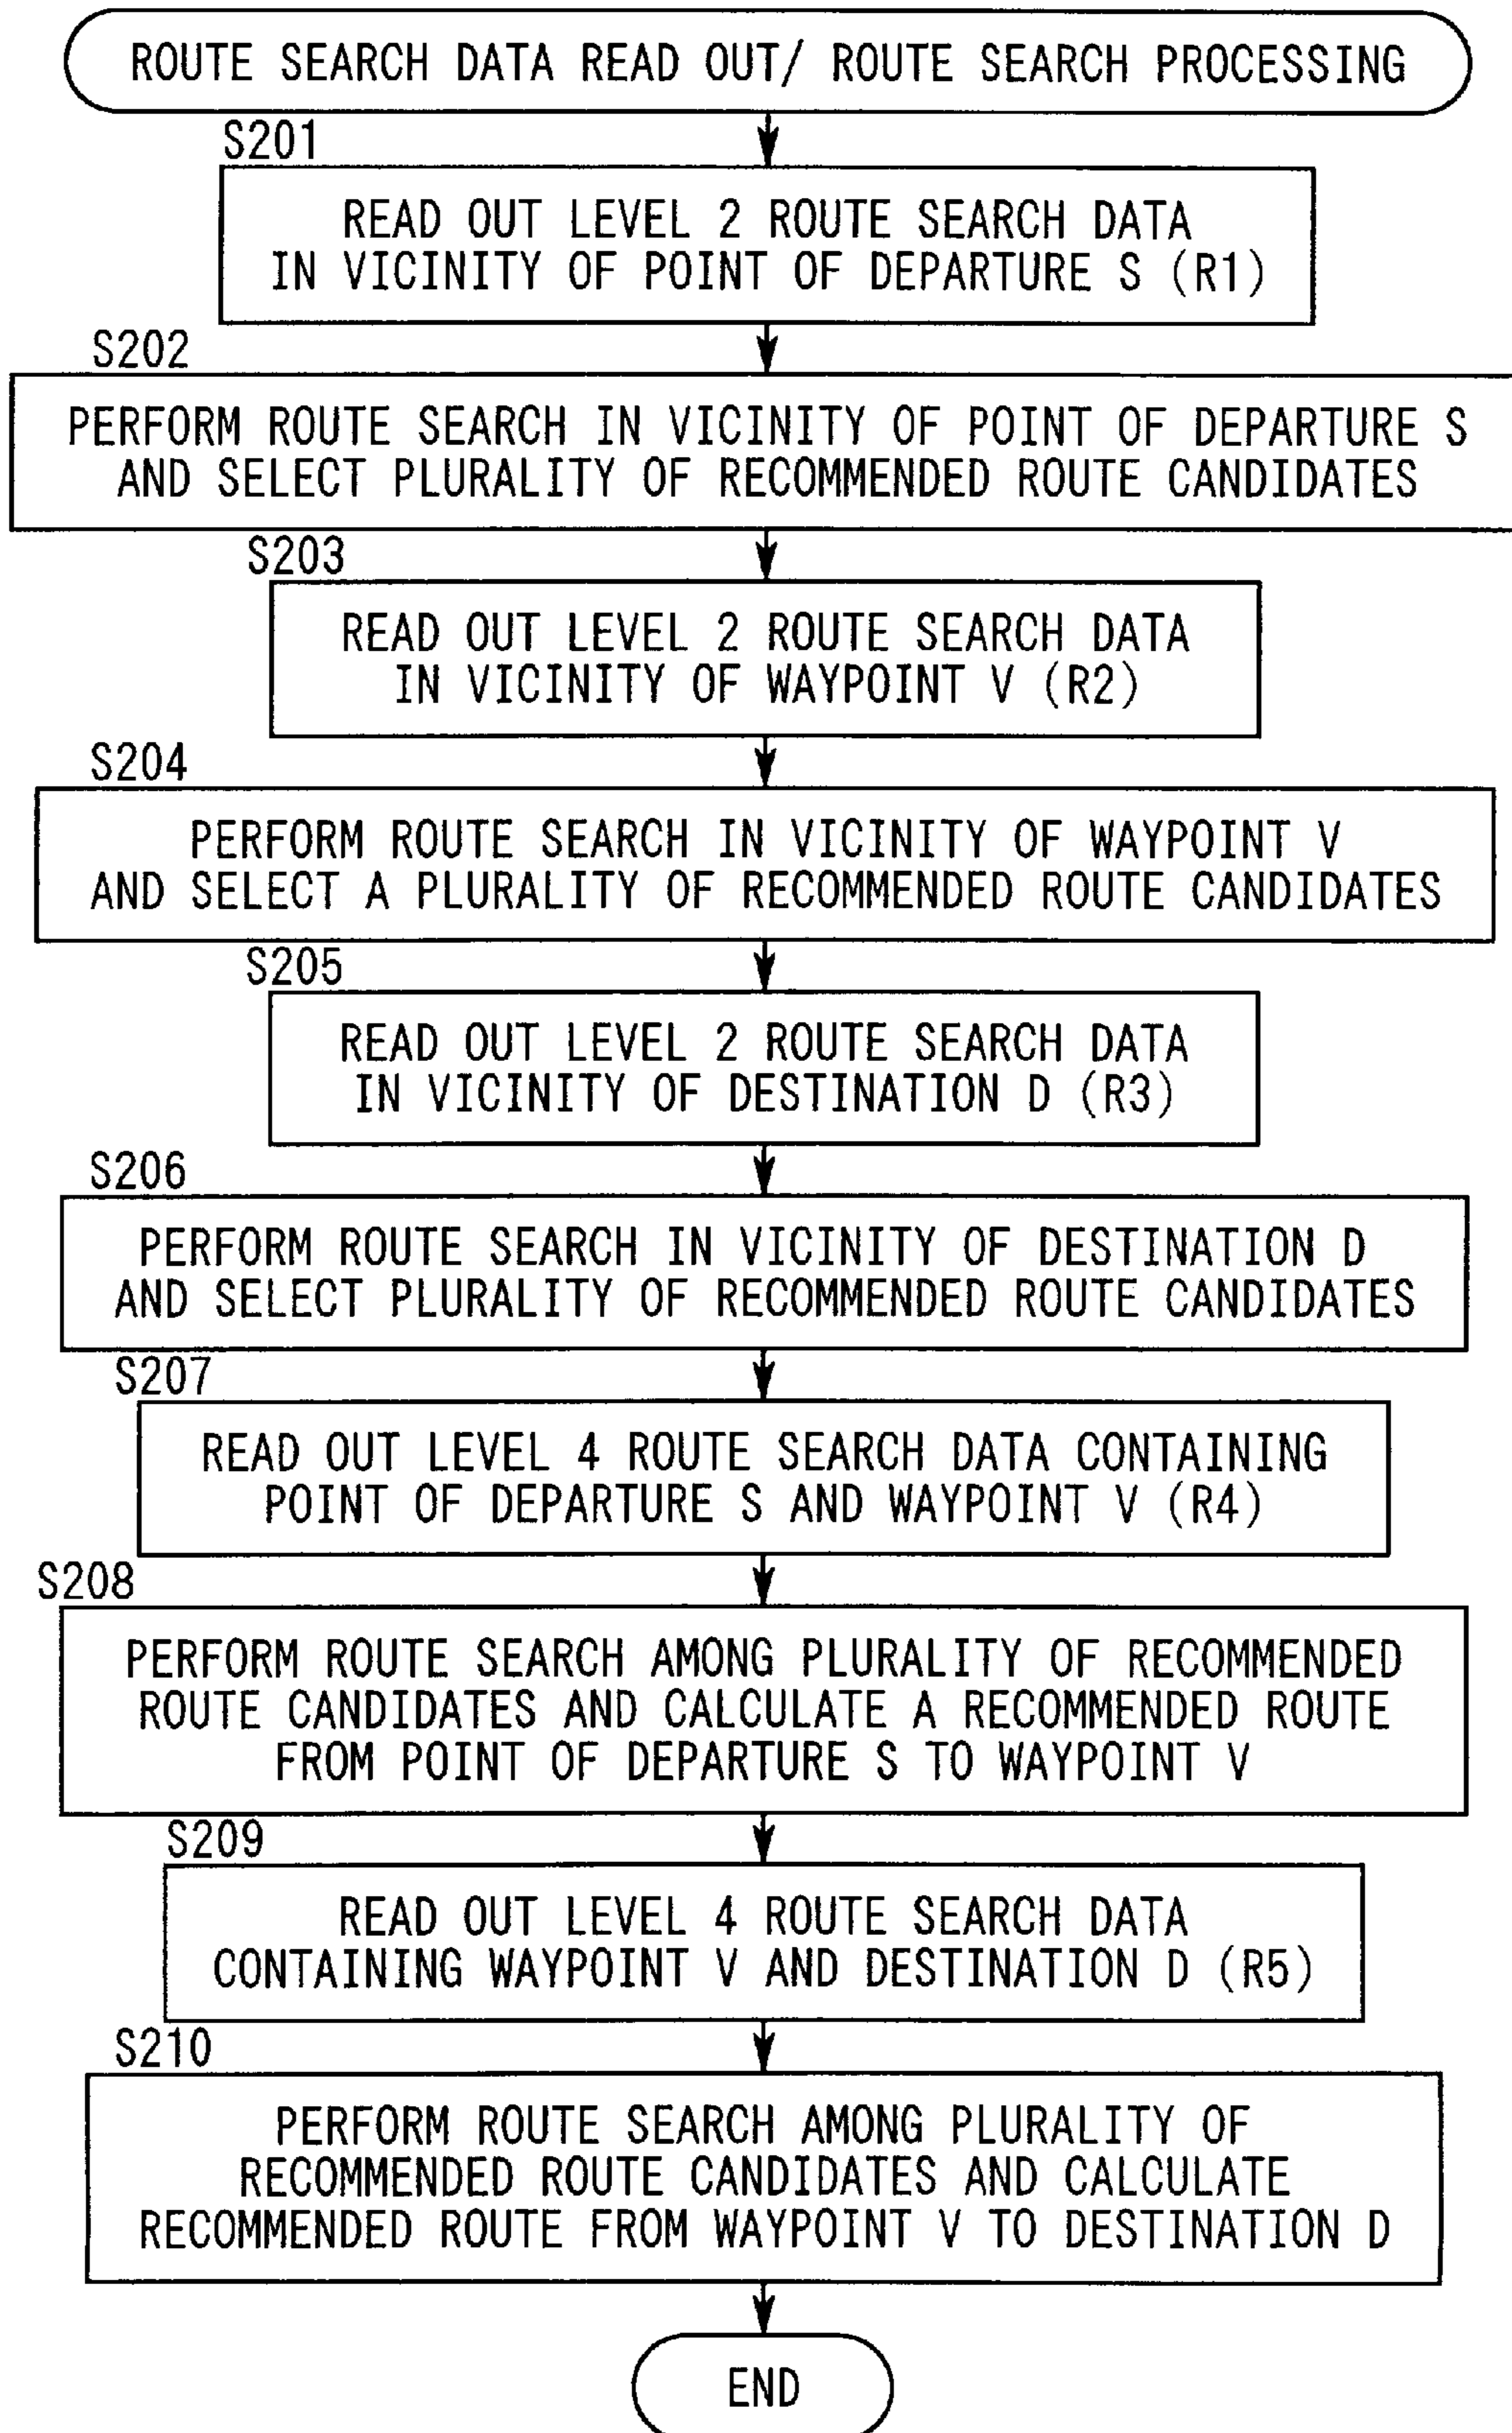 ROUTE SEARCH DATA READ OUT/ ROUTE SEARCH PROCESSING
S201
READ OUT LEVEL 2 ROUTE SEARCH DATA
IN VICINITY OF POINT OF DEPARTURE S (R1)
S202
PERFORM ROUTE SEARCH IN VICINITY OF POINT OF DEPARTURE S
AND SELECT PLURALITY OF RECOMMENDED ROUTE CANDIDATES
S203
READ OUT LEVEL 2 ROUTE SEARCH DATA
IN VICINITY OF WAYPOINT V (R2)
S204
PERFORM ROUTE SEARCH IN VICINITY OF WAYPOINT V
AND SELECT A PLURALITY OF RECOMMENDED ROUTE CANDIDATES
S205
READ OUT LEVEL 2 ROUTE SEARCH DATA
IN VICINITY OF DESTINATION D (R3)
S206
PERFORM ROUTE SEARCH IN VICINITY OF DESTINATION D
AND SELECT PLURALITY OF RECOMMENDED ROUTE CANDIDATES
S207
READ OUT LEVEL 4 ROUTE SEARCH DATA CONTAINING
POINT OF DEPARTURE S AND WAYPOINT V (R4)
S208
PERFORM ROUTE SEARCH AMONG PLURALITY OF RECOMMENDED
ROUTE CANDIDATES AND CALCULATE A RECOMMENDED ROUTE
FROM POINT OF DEPARTURE S TO WAYPOINT V
S209
READ OUT LEVEL 4 ROUTE SEARCH DATA
CONTAINING WAYPOINT V AND DESTINATION D (R5)
S210
PERFORM ROUTE SEARCH AMONG PLURALITY OF
RECOMMENDED ROUTE CANDIDATES AND CALCULATE
RECOMMENDED ROUTE FROM WAYPOINT V TO DESTINATION D
END